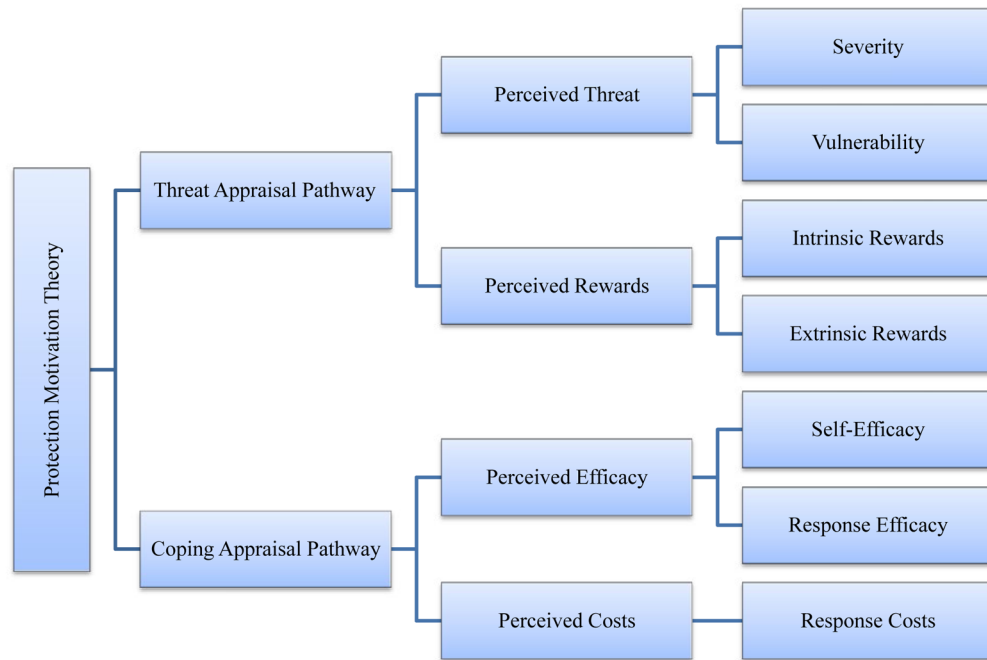 Protection Motivation Theory
Threat Appraisal Pathway
Perceived Threat
Severity
Vulnerability
Perceived Rewards
Intrinsic Rewards
Extrinsic Rewards
Coping Appraisal Pathway
Perceived Efficacy
Self-Efficacy
Response Efficacy
Perceived Costs
Response Costs